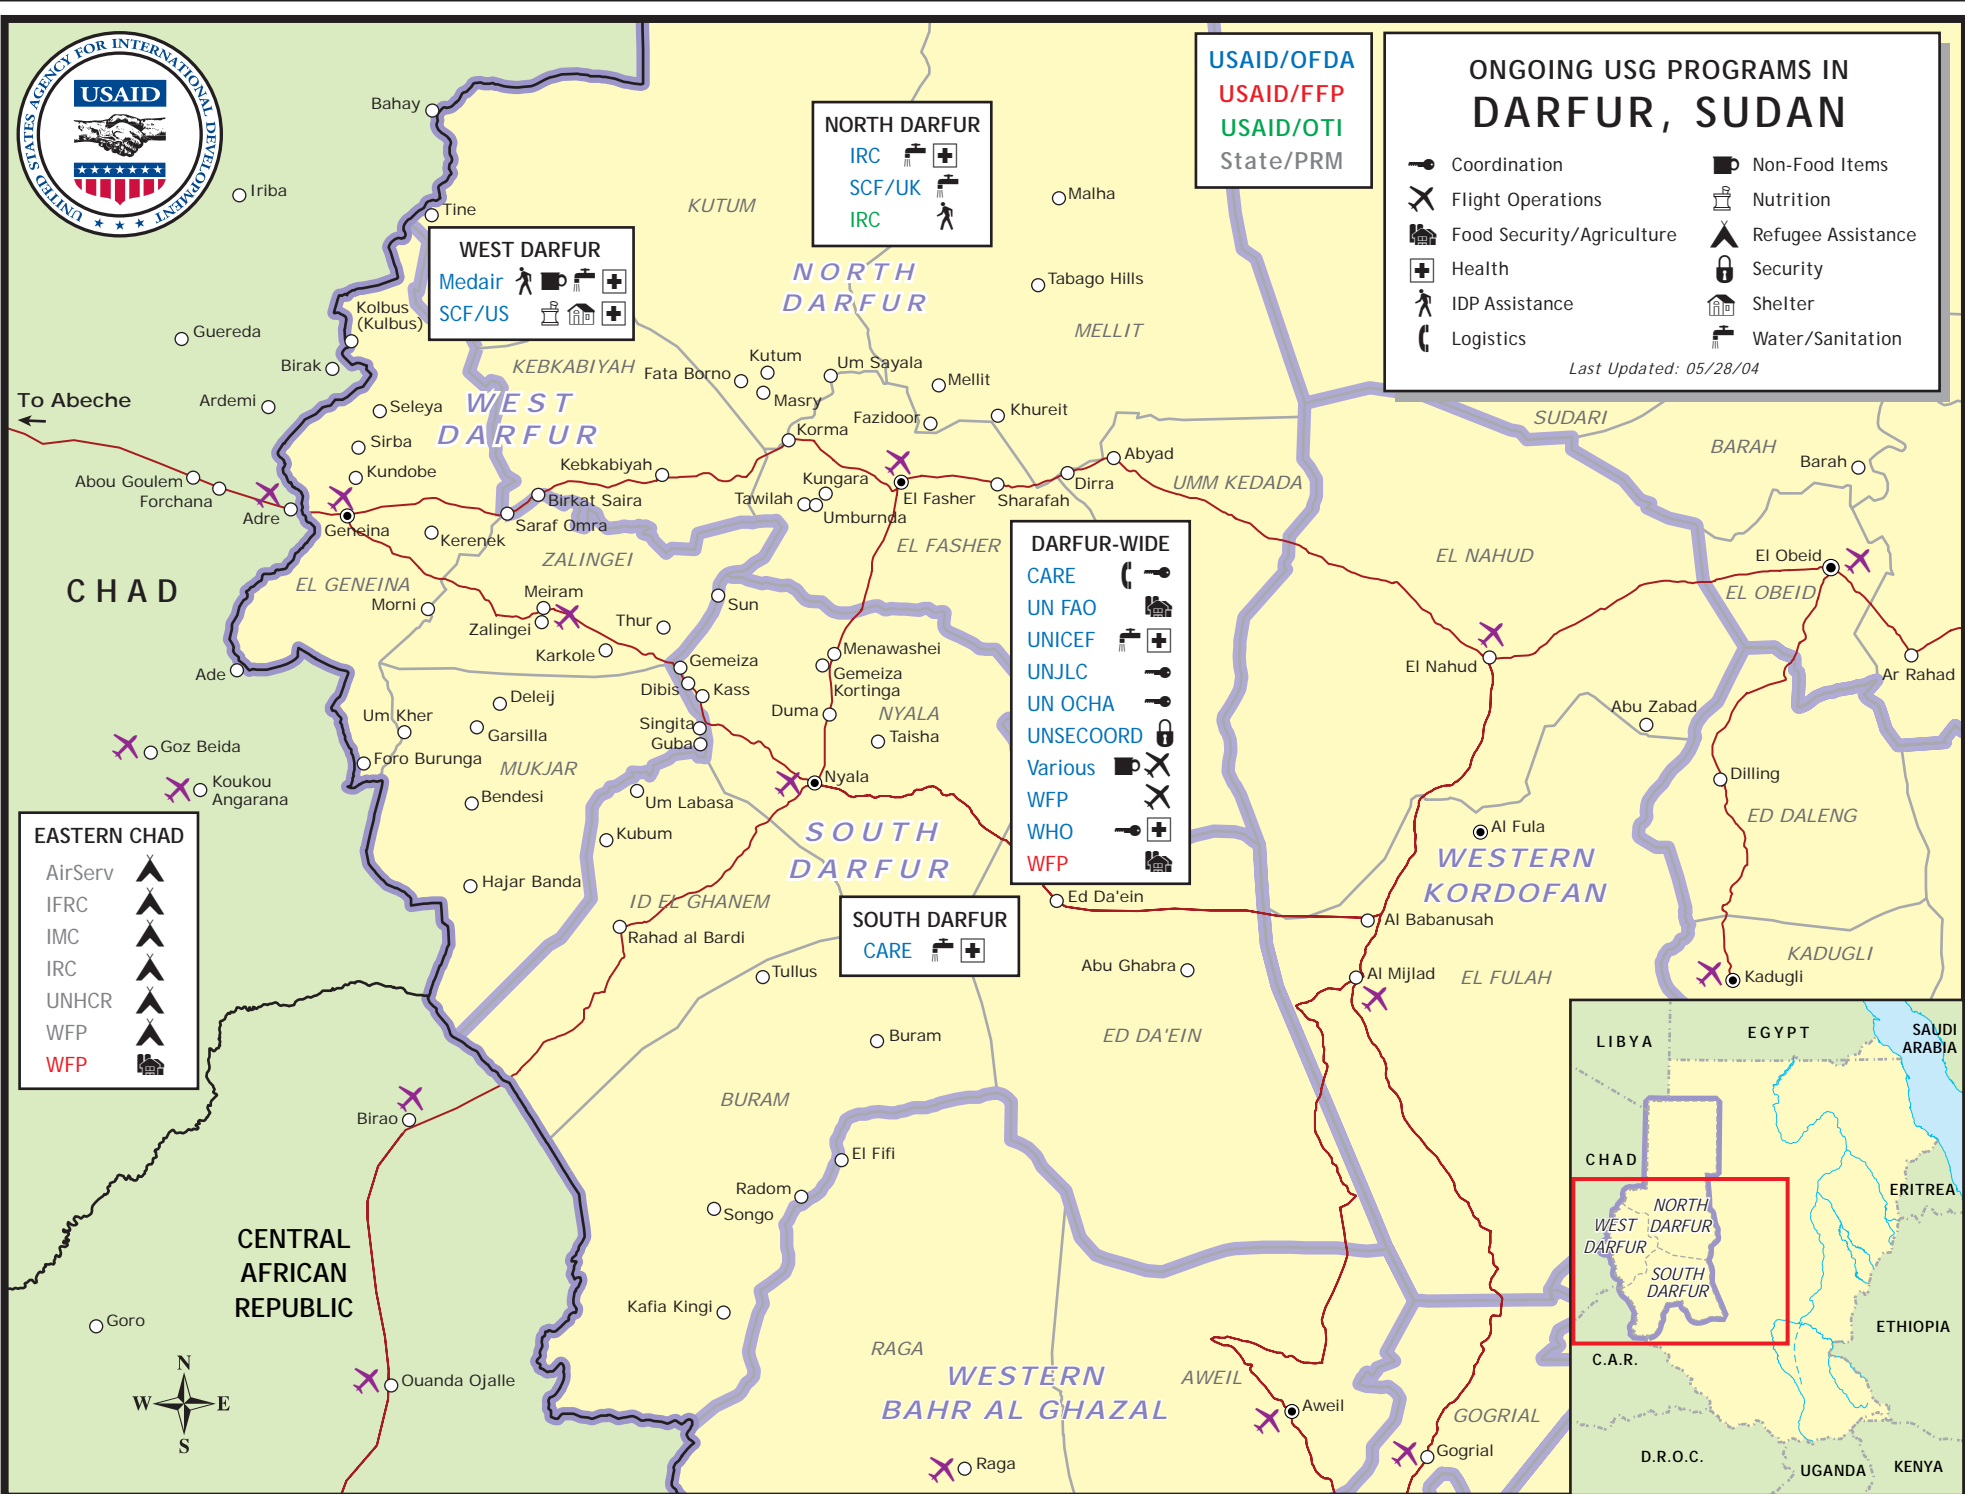 UNITED STATES AGENCY FOR INTERNATIONAL DEVELOPMENT
USAID
USAID/OFDA
USAID/FFP
USAID/OTI
State/PRM
ONGOING USG PROGRAMS IN
DARFUR, SUDAN
Coordination
Flight Operations
Food Security/Agriculture
Health
IDP Assistance
Logistics
Non-Food Items
Nutrition
Refugee Assistance
Security
Shelter
Water/Sanitation
Last Updated: 05/28/04
NORTH DARFUR
IRC
SCF/UK
IRC
WEST DARFUR
Medair
SCF/US
DARFUR-WIDE
CARE
UN FAO
UNICEF
UNJLC
UN OCHA
UNSECOORD
Various
WFP
WHO
WFP
SOUTH DARFUR
CARE
EASTERN CHAD
AirServ
IFRC
IMC
IRC
UNHCR
WFP
WFP
Bahay
Iriba
Tine
KUTUM
Malha
NORTH
DARFUR
Tabago Hills
Kolbus
(Kulbus)
Guereda
Birak
MELLIT
KEBKABIYAH
Kutum
Fata Borno
Um Sayala
Mellit
Masry
To Abeche
Ardemi
Seleya
WEST
DARFUR
Fazidoor
Khureit
Korma
Sirba
SUDARI
BARAH
Barah
Abyad
Kebkabiyah
Kundobe
Abou Goulem
Forchana
Adre
Kungara
Tawilah
Umburnda
El Fasher
Sharafah
Dirra
UMM KEDADA
Birkat Saira
Saraf Omra
Geneina
Kerenek
ZALINGEI
EL FASHER
EL NAHUD
El Obeid
EL OBEID
CHAD
EL GENEINA
Morni
Meiram
Zalingei
Thur
Sun
Karkole
Menawashei
Gemeiza
Gemeiza
Kortinga
El Nahud
Ar Rahad
Ade
Dibis
Kass
Deleij
Um Kher
Garsilla
Singita
Guba
Duma
NYALA
Taisha
Abu Zabad
Goz Beida
Foro Burunga
MUKJAR
Koukou
Angarana
Bendesi
Um Labasa
Nyala
Dilling
Kubum
SOUTH
DARFUR
Al Fula
ED DALENG
WESTERN
KORDOFAN
Hajar Banda
ID EL GHANEM
Ed Da'ein
Al Babanusah
Rahad al Bardi
KADUGLI
Tullus
Abu Ghabra
Al Mijlad
EL FULAH
Kadugli
Buram
ED DA'EIN
BURAM
Birao
El Fifi
Radom
Songo
CENTRAL
AFRICAN
REPUBLIC
Kafia Kingi
Goro
RAGA
WESTERN
BAHR AL GHAZAL
AWEIL
Aweil
GOGRIAL
Gogrial
Ouanda Ojalle
Raga
N
W
E
S
LIBYA
EGYPT
SAUDI
ARABIA
CHAD
ERITREA
NORTH
DARFUR
WEST
DARFUR
SOUTH
DARFUR
ETHIOPIA
C.A.R.
D.R.O.C.
UGANDA
KENYA